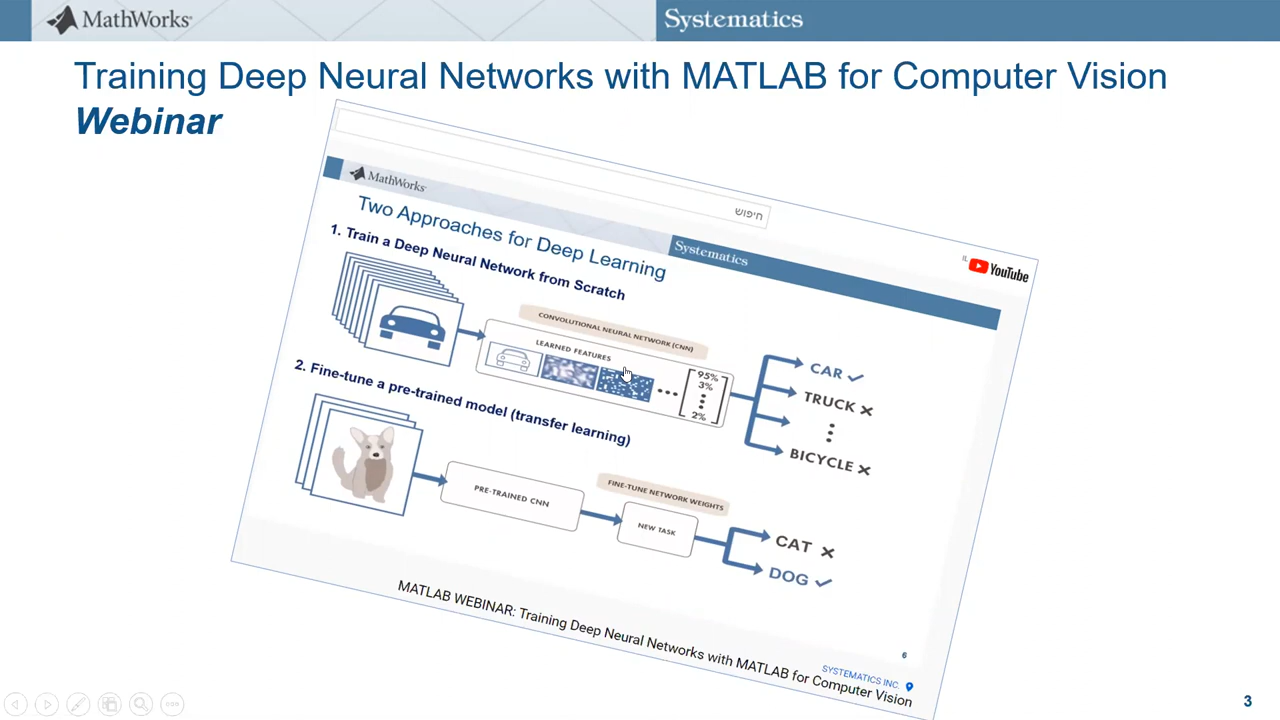 MathWorks
Systematics
Training Deep Neural Networks with MATLAB for Computer Vision
Webinar
חיפוש
MathWorks
Systematics
IL
YouTube
Two Approaches for Deep Learning
1. Train a Deep Neural Network from Scratch
CONVOLUTIONAL NEURAL NETWORK (CNN)
LEARNED FEATURES
95%
3%
2%
CAR
TRUCK
BICYCLE
2. Fine-tune a pre-trained model (transfer learning)
PRE-TRAINED CNN
FINE-TUNE NETWORK WEIGHTS
NEW TASK
CAT
DOG
6
SYSTEMATICS INC.
MATLAB WEBINAR: Training Deep Neural Networks with MATLAB for Computer Vision
3